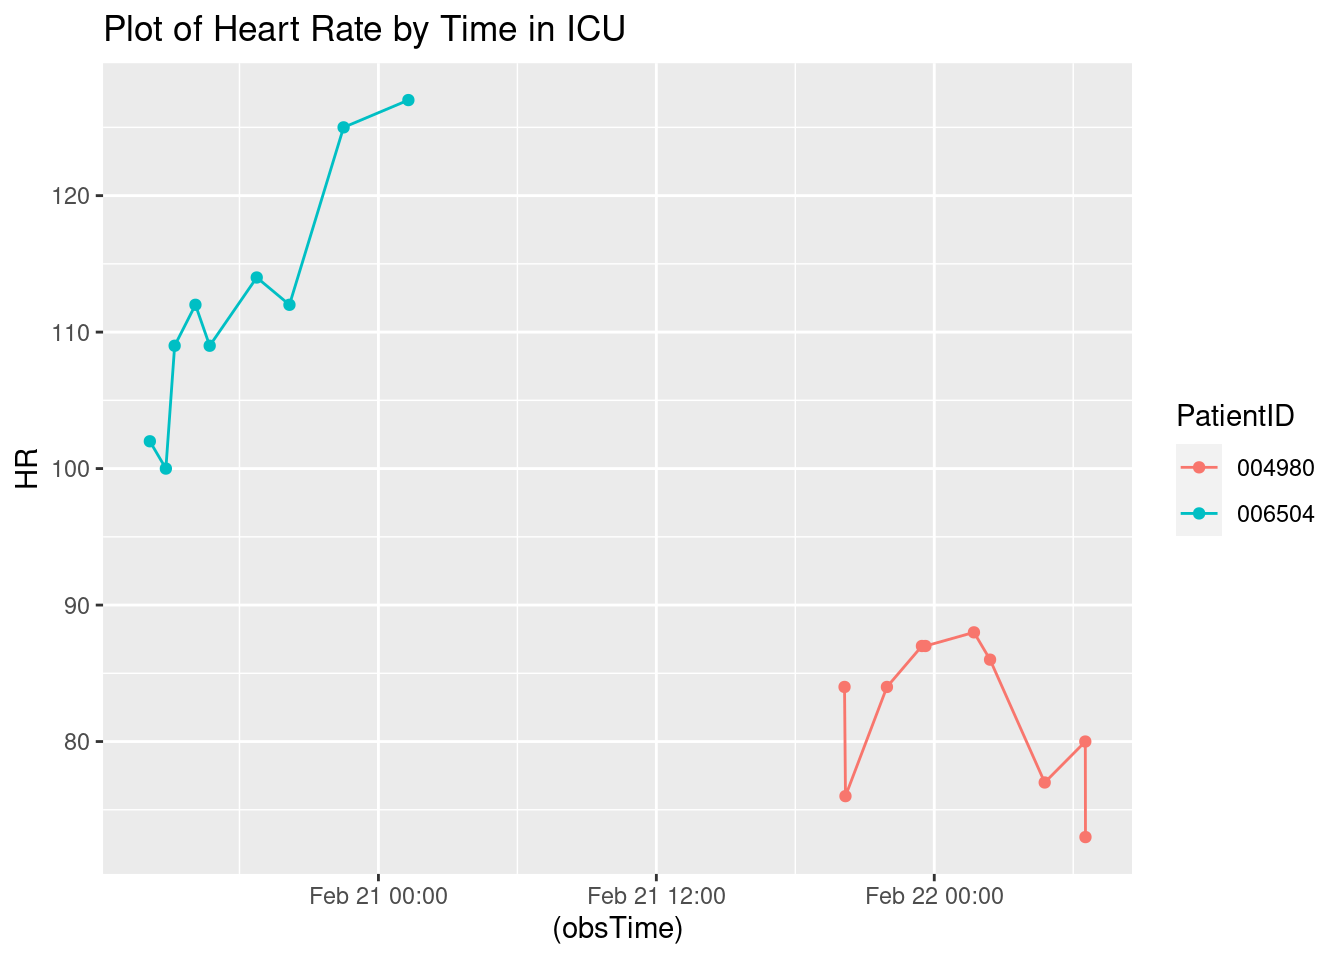 Plot of Heart Rate by Time in ICU
HR
120
110
100
90
80
Feb 21 00:00
Feb 21 12:00
Feb 22 00:00
(obsTime)
PatientID
004980
006504